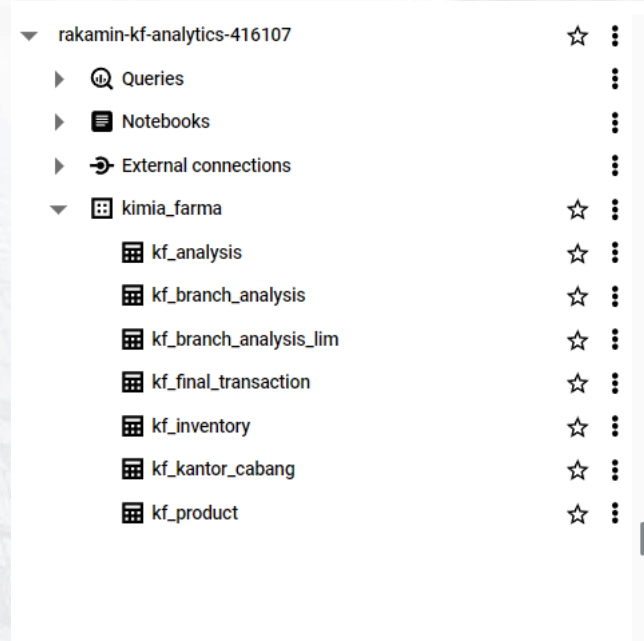 rakamin-kf-analytics-416107
Queries
Notebooks
External connections
kimia_farma
kf_analysis
kf_branch_analysis
kf_branch_analysis_lim
kf_final_transaction
kf_inventory
kf_kantor_cabang
kf_product